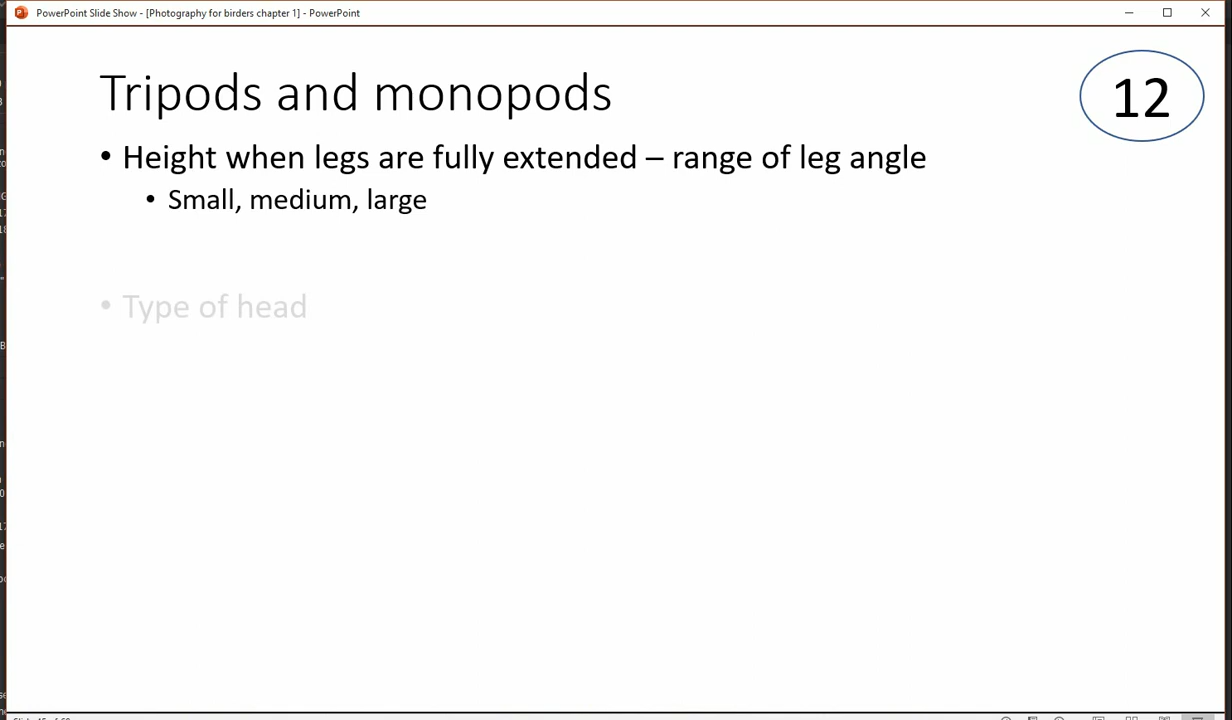 PowerPoint Slide Show - [Photography for birders chapter 1] - PowerPoint
Tripods and monopods
12
• Height when legs are fully extended – range of leg angle
• Small, medium, large
• Type of head